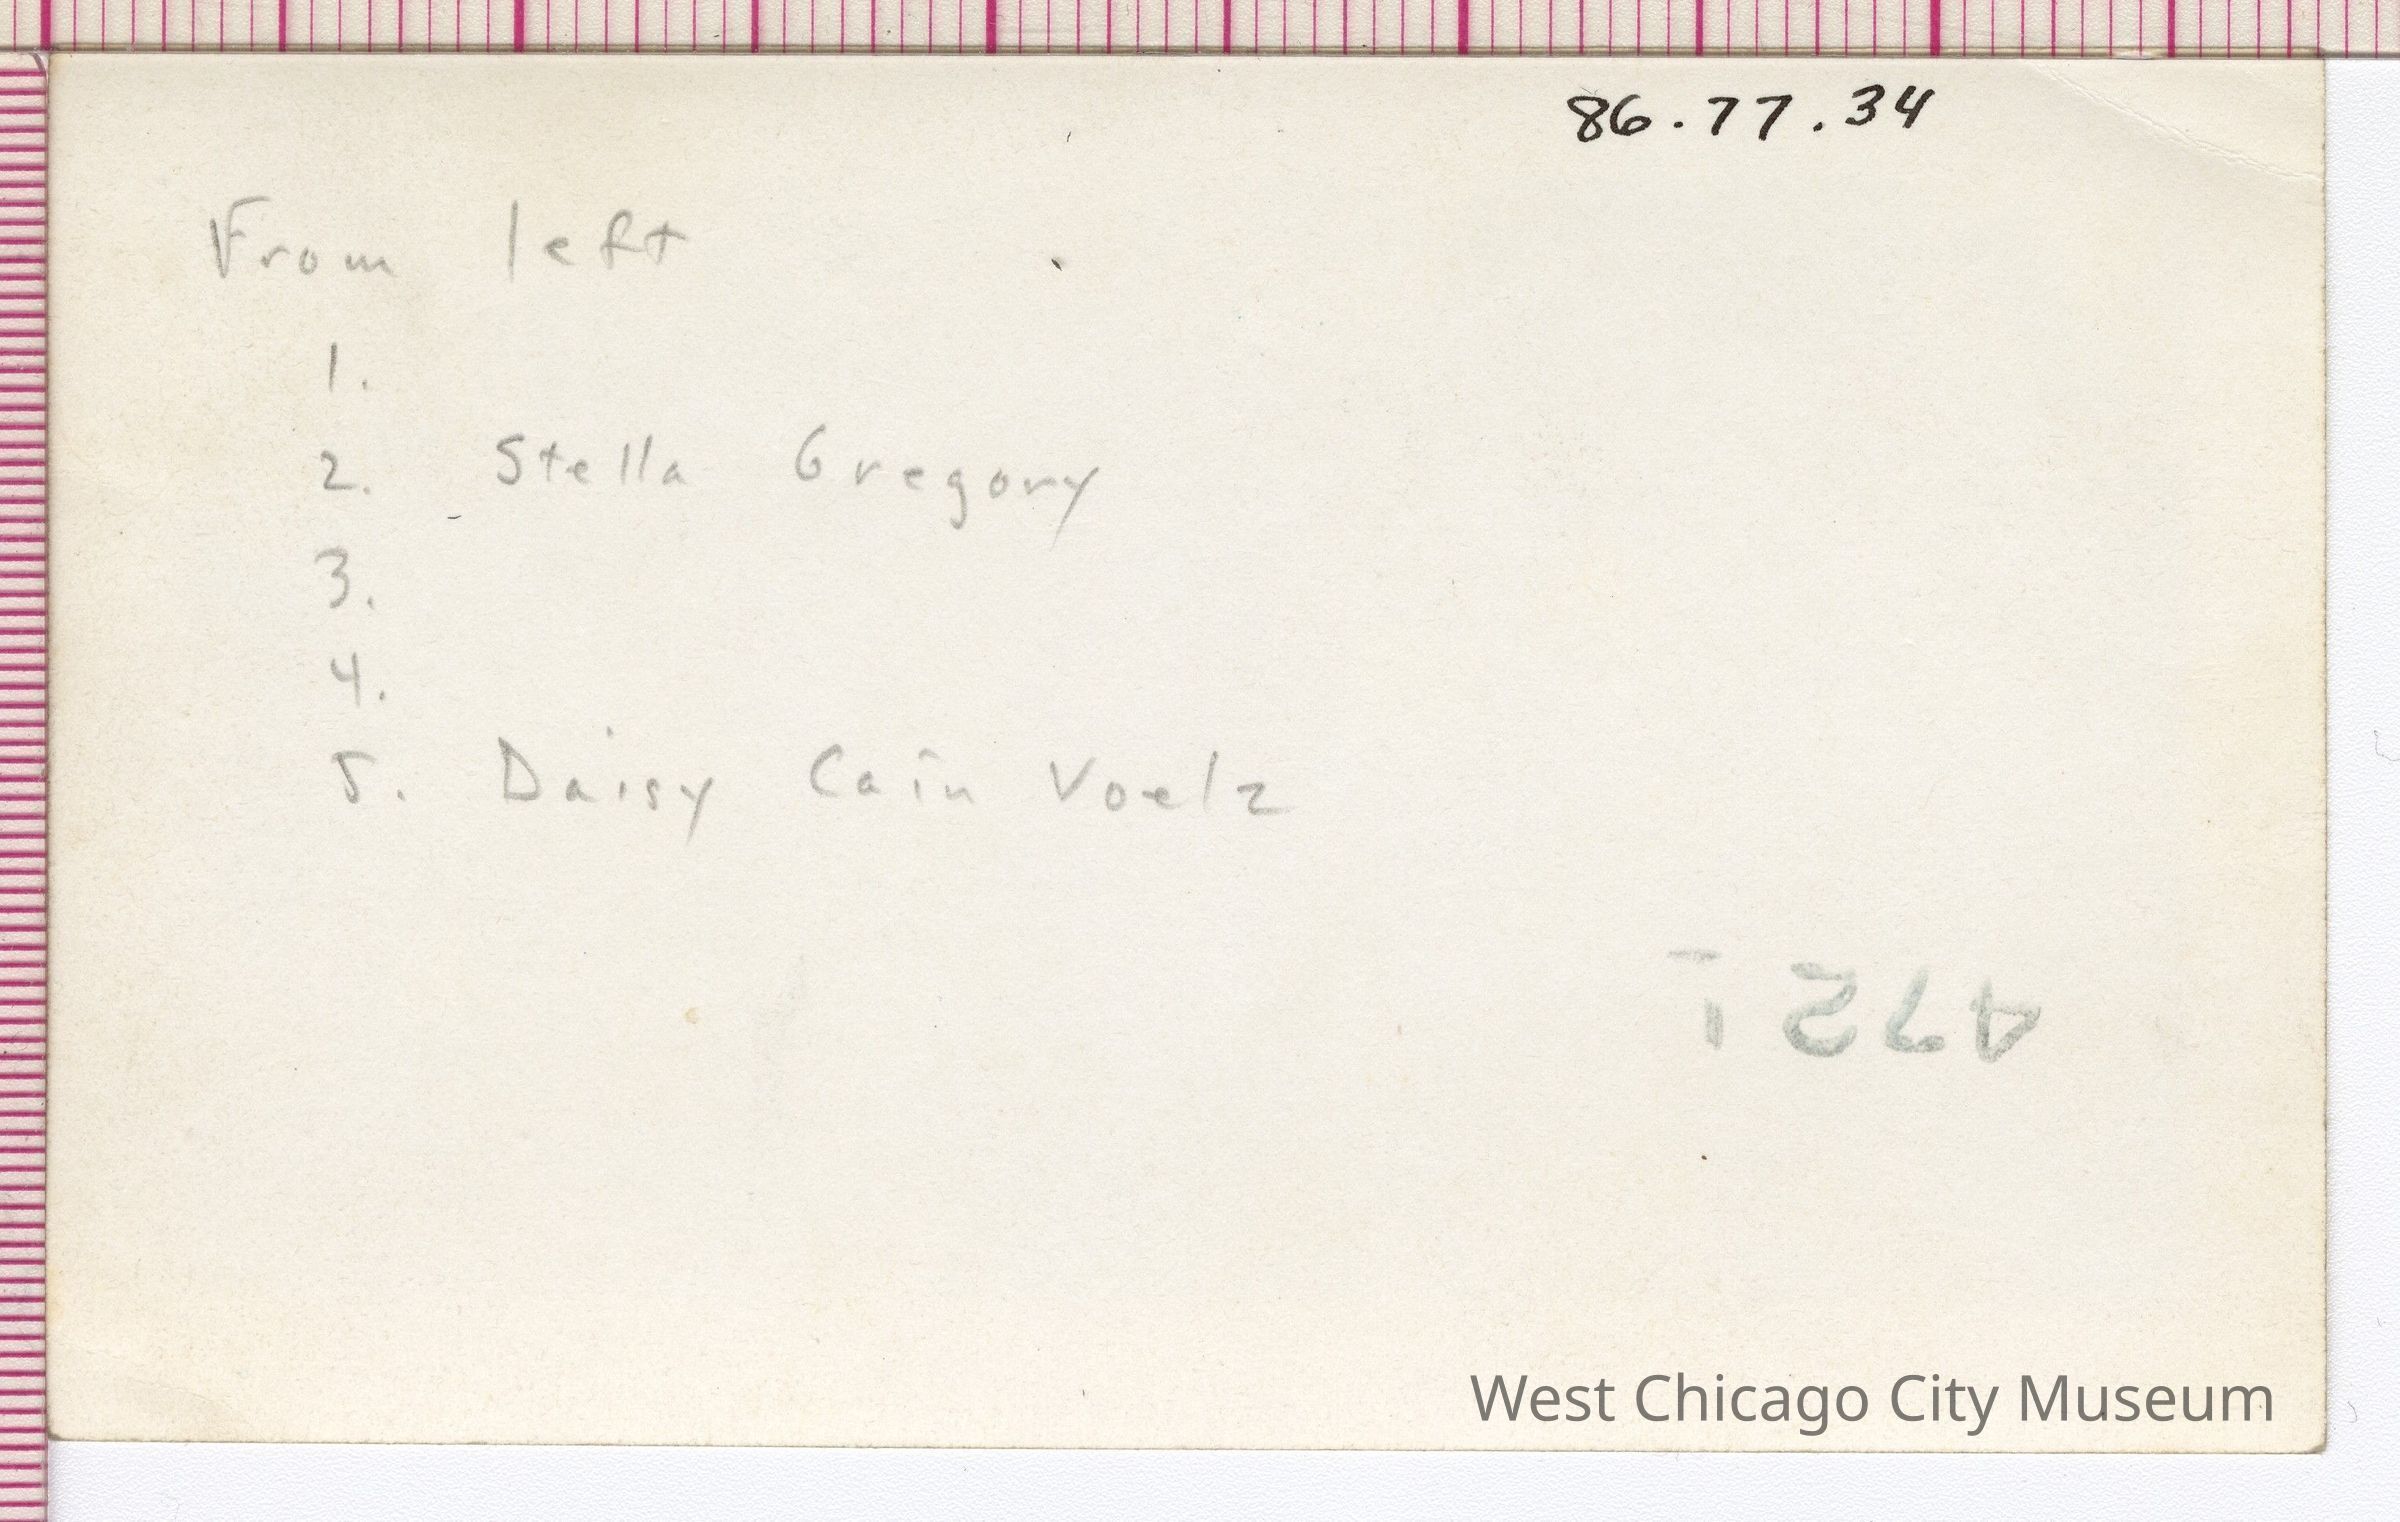 86.77.34
From left
1.
2. Stella Gregory
3.
4.
5. Daisy Cain Voelz
West Chicago City Museum